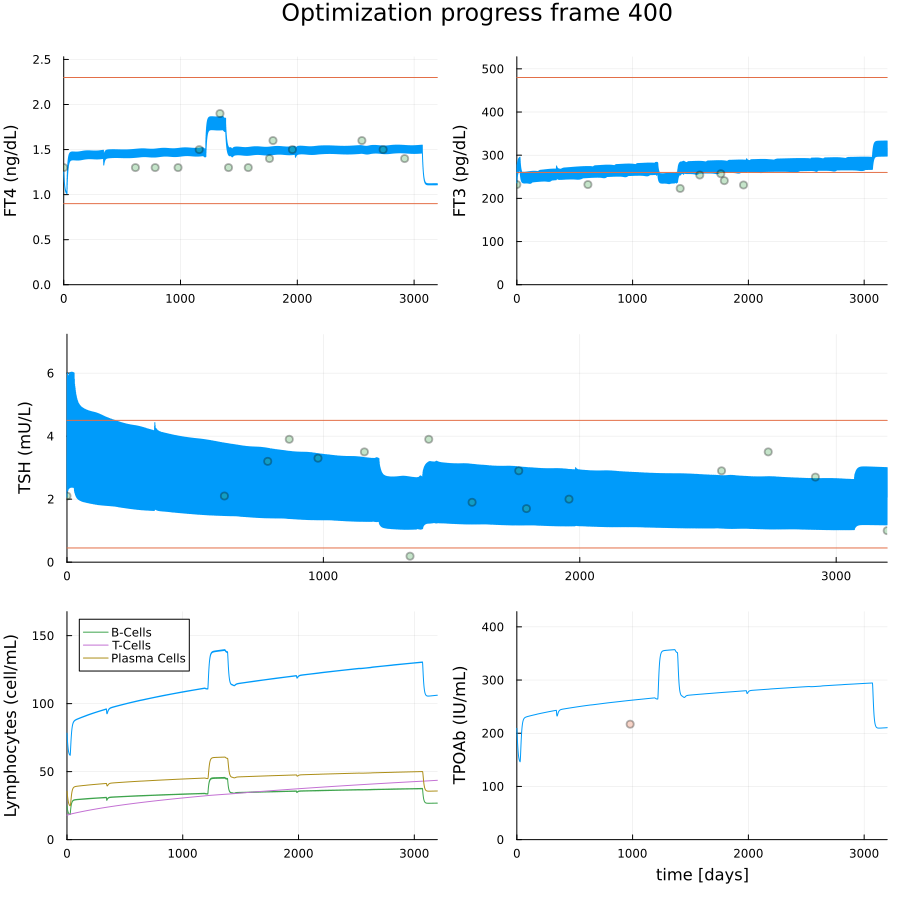 Optimization progress frame 400
FT4 (ng/dL)
2.5
2.0
1.5
1.0
0.5
0.0
0 1000 2000 3000
FT3 (pg/dL)
500
400
300
200
100
0
0 1000 2000 3000
TSH (mU/L)
6
4
2
0
0 1000 2000 3000
Lymphocytes (cell/mL)
150
100
50
0
B-Cells
T-Cells
Plasma Cells
0 1000 2000 3000
TPOAb (IU/mL)
400
300
200
100
0
0 1000 2000 3000
time [days]